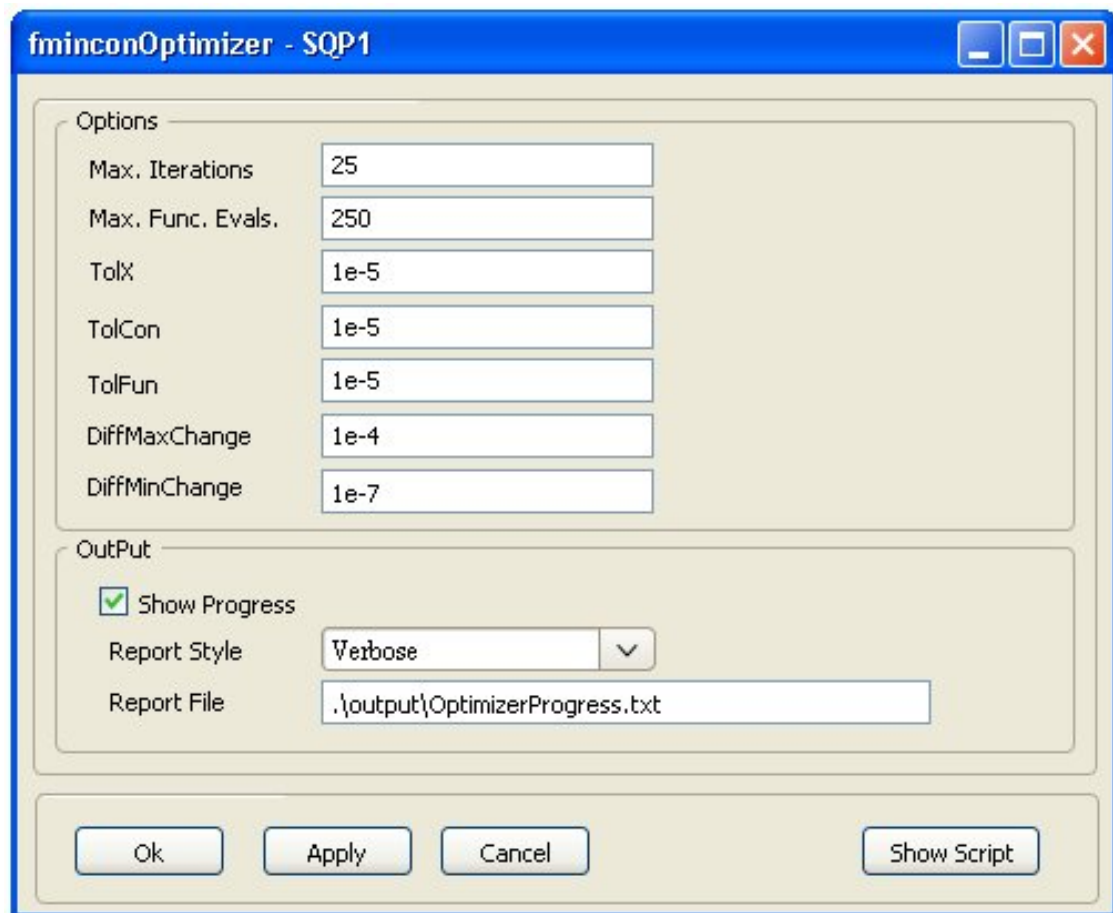 fminconOptimizer - SQP1
Options
Max. Iterations 25
Max. Func. Evals. 250
TolX 1e-5
TolCon 1e-5
TolFun 1e-5
DiffMaxChange 1e-4
DiffMinChange 1e-7
OutPut
Show Progress
Report Style Verbose
Report File .\output\OptimizerProgress.txt
Ok Apply Cancel Show Script